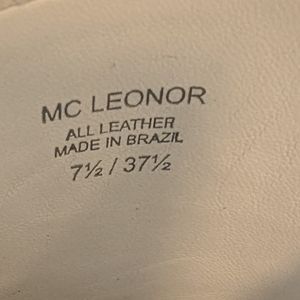 MC LEONOR
ALL LEATHER
MADE IN BRAZIL
7½ / 37½